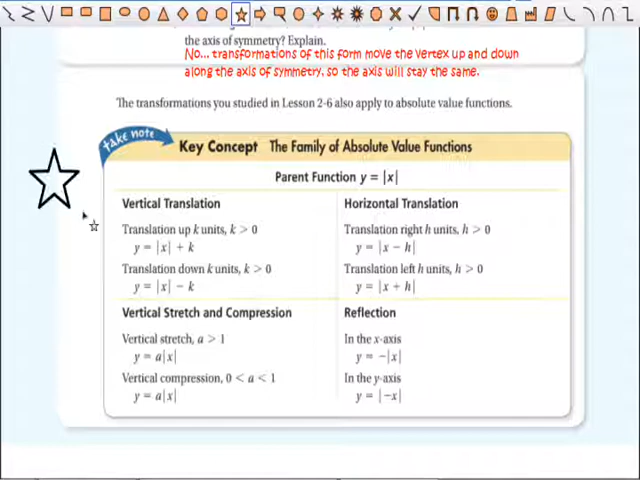 the axis of symmetry? Explain.
No... transformations of this form move the vertex up and down
along the axis of symmetry, so the axis will stay the same.
The transformations you studied in Lesson 2-6 also apply to absolute value functions.
take note
Key Concept The Family of Absolute Value Functions
Parent Function y = |x|
Vertical Translation
Translation up k units, k > 0
y = |x| + k
Translation down k units, k > 0
y = |x| − k
Horizontal Translation
Translation right h units, h > 0
y = |x − h|
Translation left h units, h > 0
y = |x + h|
Vertical Stretch and Compression
Vertical stretch, a > 1
y = a|x|
Vertical compression, 0 < a < 1
y = a|x|
Reflection
In the x-axis
y = −|x|
In the y-axis
y = |−x|